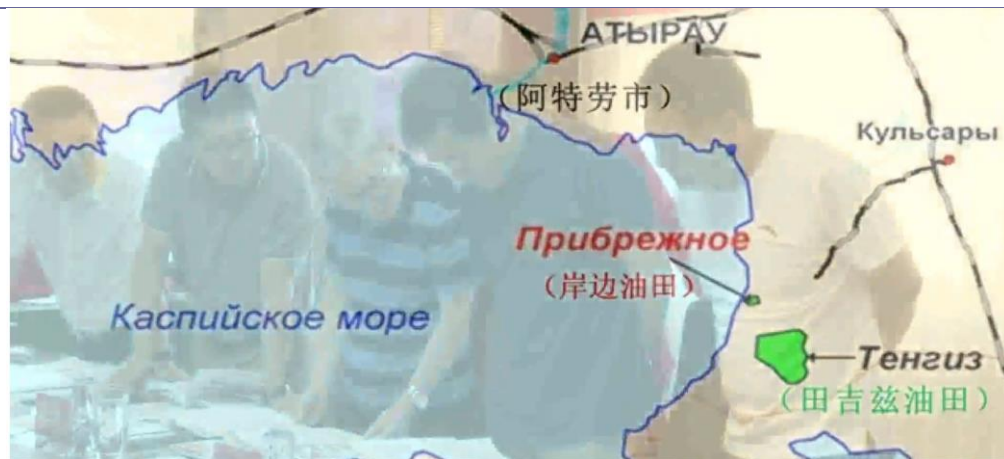 АТЫРАУ
(阿特劳市)
Кульсары
Прибрежное
(岸边油田)
Каспийское море
Тенгиз
(田吉兹油田)